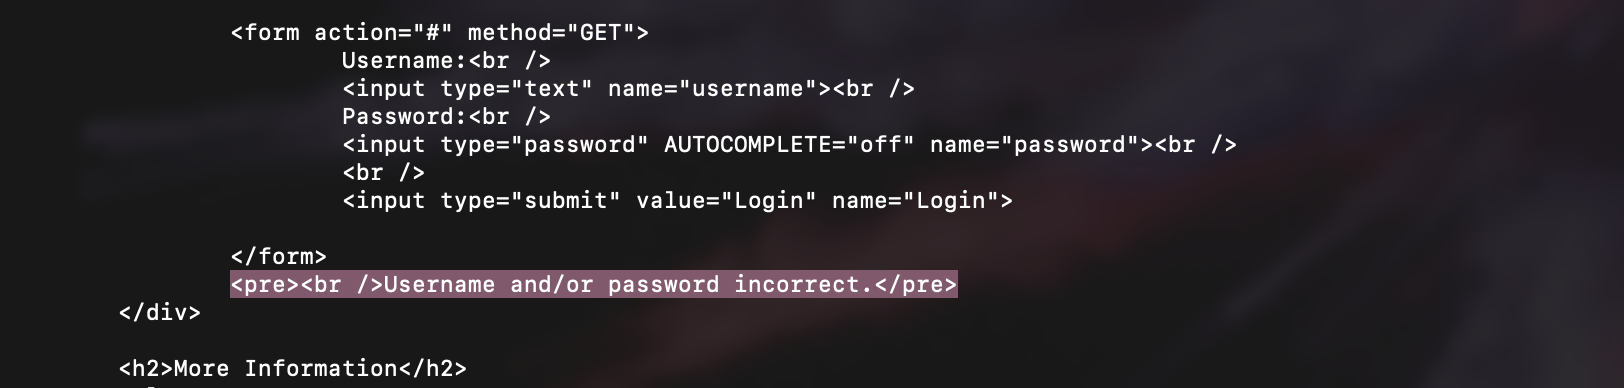 <form action="#" method="GET">
Username:<br />
<input type="text" name="username"><br />
Password:<br />
<input type="password" AUTOCOMPLETE="off" name="password"><br />
<br />
<input type="submit" value="Login" name="Login">
</form>
<pre><br />Username and/or password incorrect.</pre>
</div>
<h2>More Information</h2>